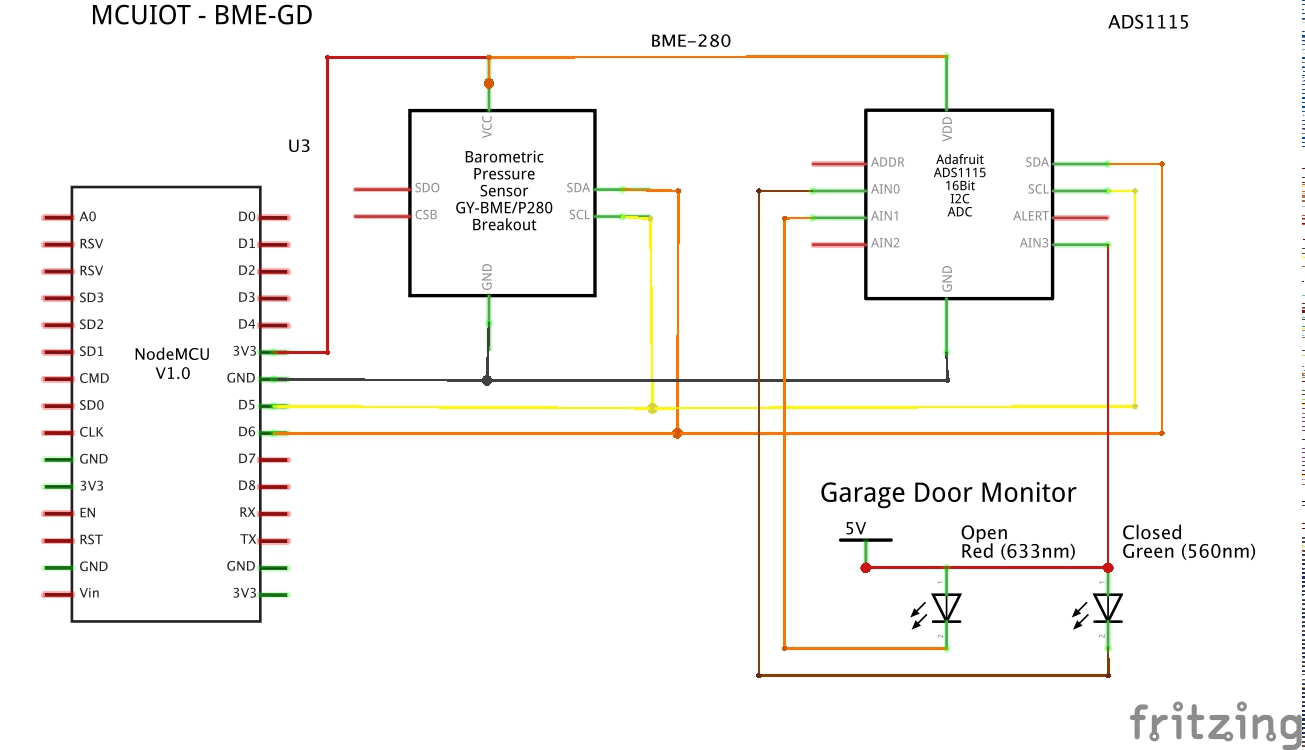 MCUIOT - BME-GD
ADS1115
BME-280
U3
NodeMCU
V1.0
A0
RSV
RSV
SD3
SD2
SD1
CMD
SD0
CLK
GND
3V3
EN
RST
GND
Vin
D0
D1
D2
D3
D4
3V3
GND
D5
D6
D7
D8
RX
TX
GND
3V3
VCC
Barometric
Pressure
Sensor
GY-BME/P280
Breakout
SDO
CSB
SDA
SCL
GND
VDD
Adafruit
ADS1115
16Bit
I2C
ADC
ADDR
AIN0
AIN1
AIN2
SDA
SCL
ALERT
AIN3
GND
Garage Door Monitor
5V
Open
Red (633nm)
Closed
Green (560nm)
1
2
1
2
fritzing